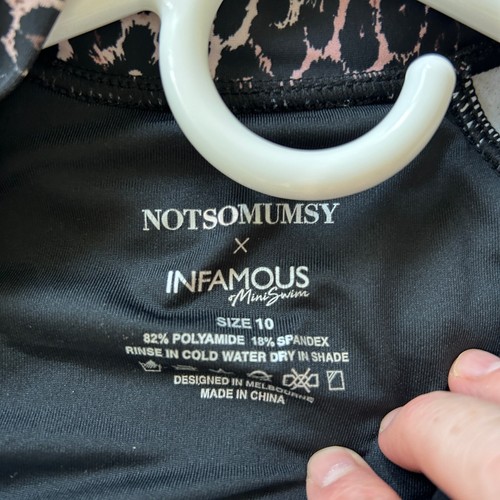 NOTSOMUMSY
×
INFAMOUS
MiniSwim
SIZE 10
82% POLYAMIDE 18% SPANDEX
RINSE IN COLD WATER DRY IN SHADE
DESIGNED IN MELBOURNE
MADE IN CHINA